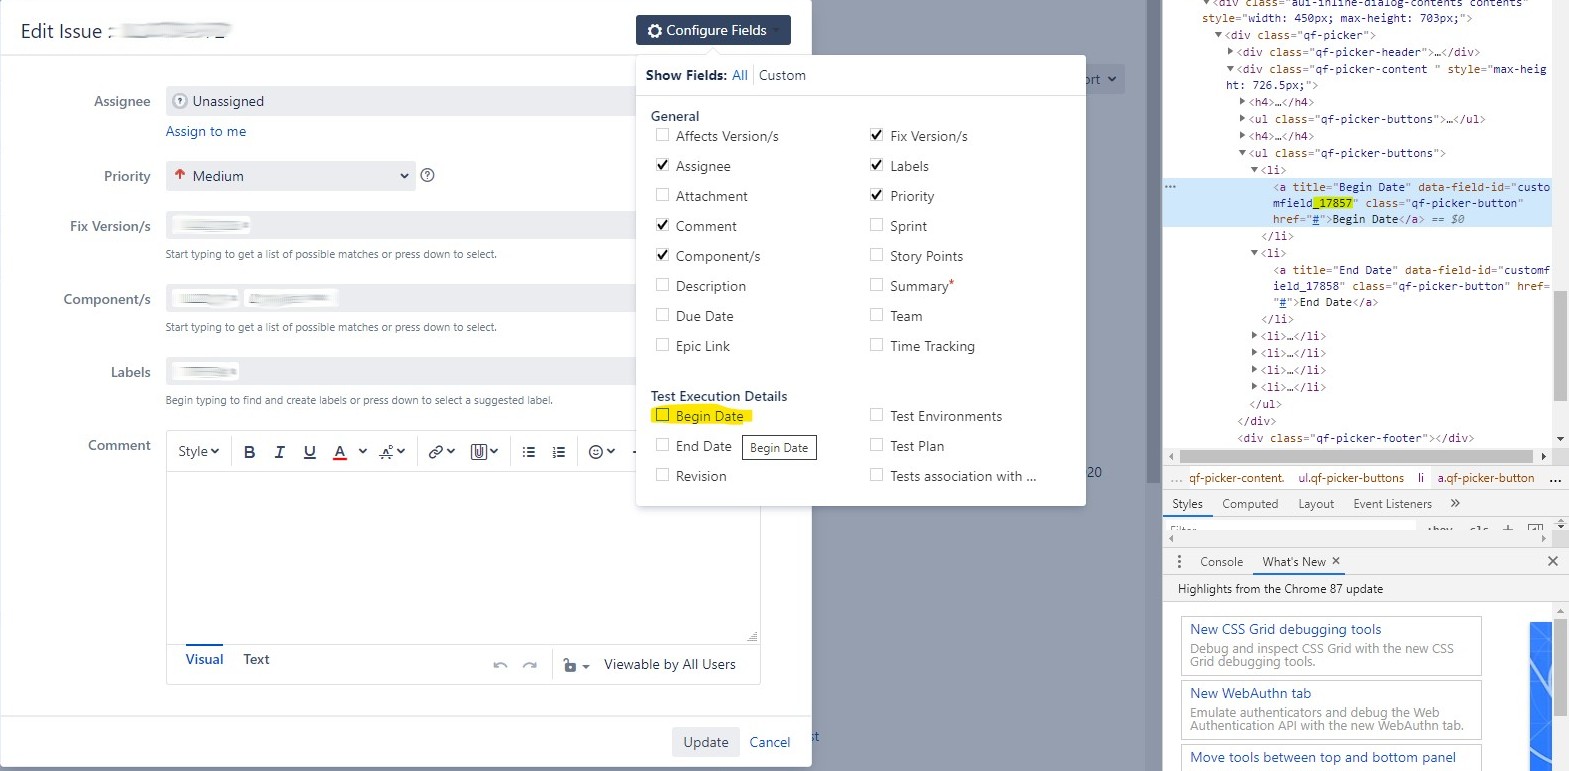 Edit Issue
Configure Fields
Show Fields: All Custom
General
Affects Version/s
Fix Version/s
Assignee
Labels
Attachment
Priority
Comment
Sprint
Component/s
Story Points
Description
Summary*
Due Date
Team
Epic Link
Time Tracking
Test Execution Details
Begin Date
Test Environments
End Date
Begin Date
Test Plan
Revision
Tests association with ...
Assignee
Unassigned
Assign to me
Priority
Medium
Fix Version/s
Start typing to get a list of possible matches or press down to select.
Component/s
Start typing to get a list of possible matches or press down to select.
Labels
Begin typing to find and create labels or press down to select a suggested label.
Comment
Style
B I U A
Visual Text
Viewable by All Users
Update Cancel
ort
20
st
<div class="aui-inline-dialog-contents contents"
style="width: 450px; max-height: 703px;">
<div class="qf-picker">
<div class="qf-picker-header">…</div>
<div class="qf-picker-content " style="max-heig
ht: 726.5px;">
<h4>…</h4>
<ul class="qf-picker-buttons">…</ul>
<h4>…</h4>
<ul class="qf-picker-buttons">
<li>
<a title="Begin Date" data-field-id="custo
mfield_17857" class="qf-picker-button"
href="#">Begin Date</a> == $0
</li>
<li>
<a title="End Date" data-field-id="customf
ield_17858" class="qf-picker-button" href=
"#">End Date</a>
</li>
<li>…</li>
<li>…</li>
<li>…</li>
<li>…</li>
</ul>
</div>
<div class="qf-picker-footer"></div>
... qf-picker-content. ul.qf-picker-buttons li a.qf-picker-button ...
Styles Computed Layout Event Listeners »
Filter :hov .cls +
Console What's New ×
Highlights from the Chrome 87 update
New CSS Grid debugging tools
Debug and inspect CSS Grid with the new CSS
Grid debugging tools.
New WebAuthn tab
Emulate authenticators and debug the Web
Authentication API with the new WebAuthn tab.
Move tools between top and bottom panel